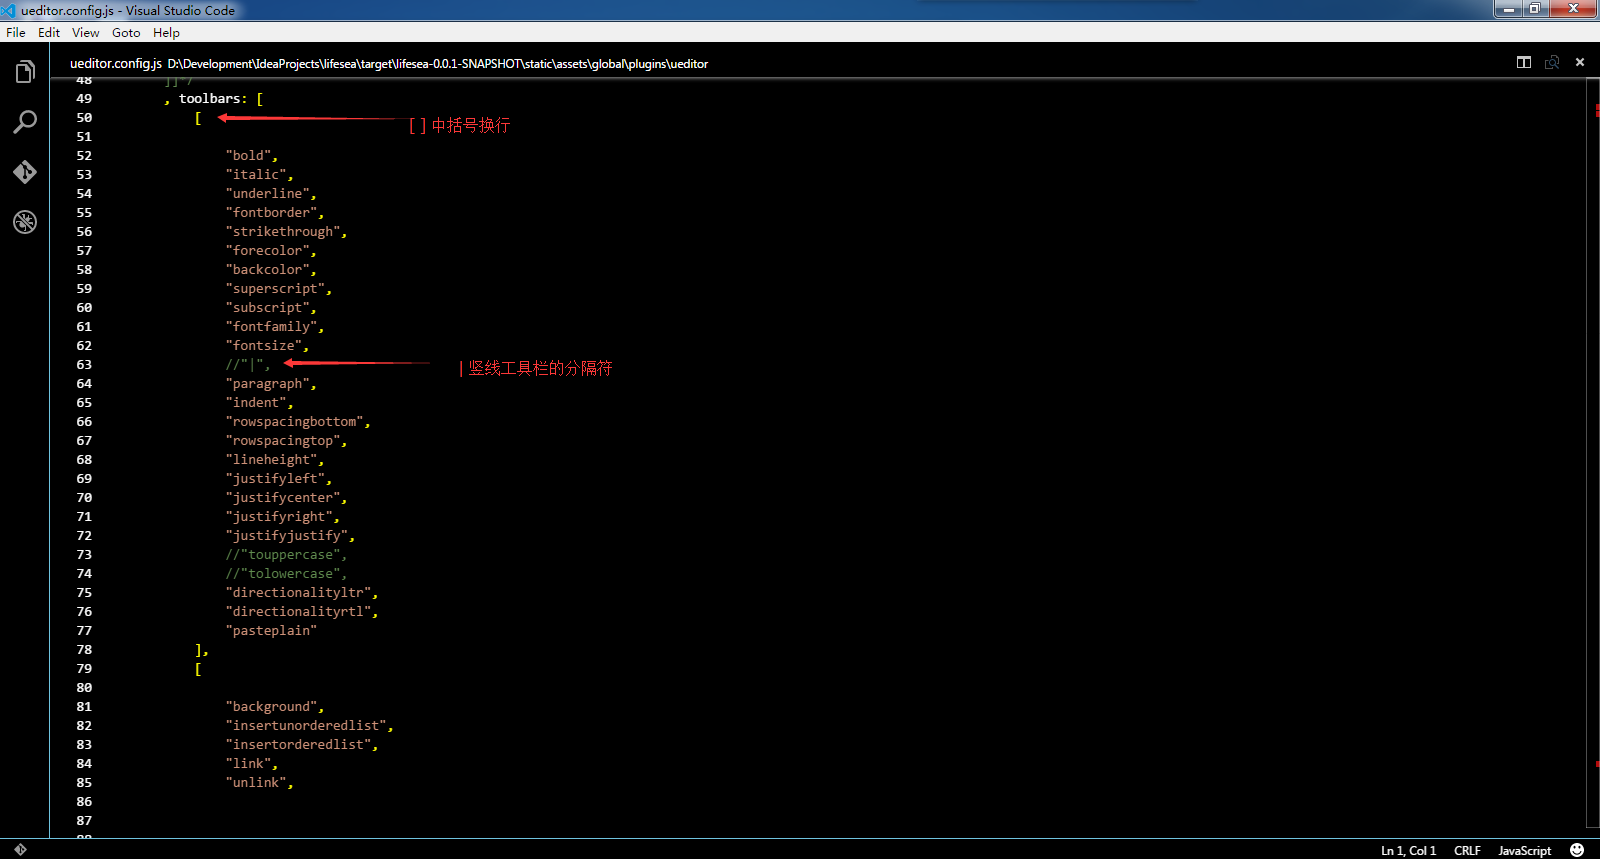 ueditor.config.js - Visual Studio Code
File Edit View Goto Help
ueditor.config.js D:\Development\IdeaProjects\lifesea\target\lifesea-0.0.1-SNAPSHOT\static\assets\global\plugins\ueditor
48 ]]*/
49 , toolbars: [
50 [ [ ] 中括号换行
51
52 "bold",
53 "italic",
54 "underline",
55 "fontborder",
56 "strikethrough",
57 "forecolor",
58 "backcolor",
59 "superscript",
60 "subscript",
61 "fontfamily",
62 "fontsize",
63 //"|", | 竖线工具栏的分隔符
64 "paragraph",
65 "indent",
66 "rowspacingbottom",
67 "rowspacingtop",
68 "lineheight",
69 "justifyleft",
70 "justifycenter",
71 "justifyright",
72 "justifyjustify",
73 //"touppercase",
74 //"tolowercase",
75 "directionalityltr",
76 "directionalityrtl",
77 "pasteplain"
78 ],
79 [
80
81 "background",
82 "insertunorderedlist",
83 "insertorderedlist",
84 "link",
85 "unlink",
86
87
Ln 1, Col 1 CRLF JavaScript